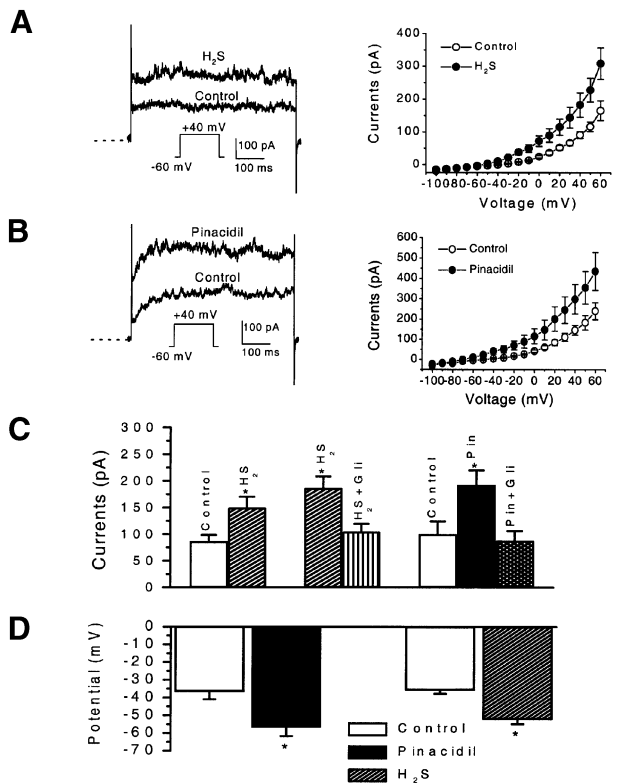 A
H2S
Control
+40 mV
-60 mV
100 pA
100 ms
Currents (pA)
400
300
200
100
0
Control
H2S
-100-80 -60 -40 -20 0 20 40 60
Voltage (mV)
B
Pinacidil
Control
+40 mV
-60 mV
100 pA
100 ms
Currents (pA)
600
500
400
300
200
100
0
Control
Pinacidil
-100-80 -60 -40 -20 0 20 40 60
Voltage (mV)
C
Currents (pA)
300
250
200
150
100
50
0
Control
*H2S
*H2S
H2S+Gli
Control
*Pin
Pin+Gli
D
Potential (mV)
0
-10
-20
-30
-40
-50
-60
-70
*
*
Control
Pinacidil
H2S